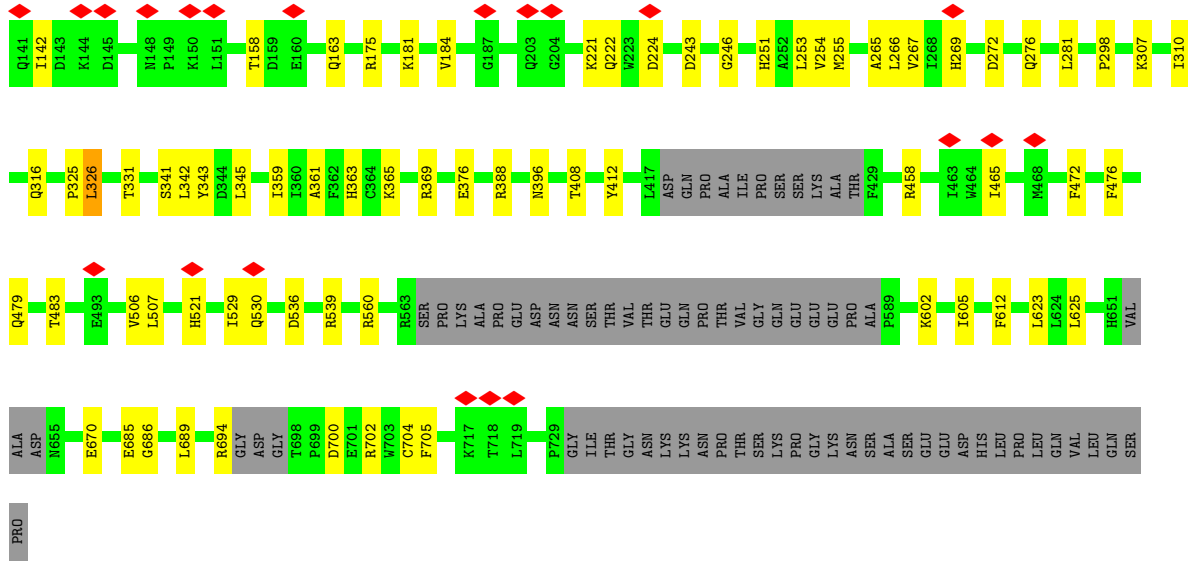 Q141 I142 D143 K144 D145 N148 P149 K150 L151 T158 D159 E160 Q163 R175 K181 V184 G187 Q203 G204 K221 Q222 W223 D224 D243 G246 H251 A252 L253 V254 M255 A265 L266 V267 I268 H269 D272 Q276 L281 P298 K307 I310
Q316 P325 L326 T331 S341 L342 Y343 D344 L345 I359 I360 A361 F362 H363 C364 K365 R369 E376 R388 N396 T408 Y412 L417 ASP GLN PRO ALA ILE PRO SER SER LYS ALA THR F429 R458 I463 W464 I465 M468 F472 F476
Q479 T483 E493 V506 L507 H521 I529 Q530 D536 R539 R560 R563 SER PRO LYS ALA PRO GLU ASP ASN ASN SER THR VAL THR GLU GLN PRO THR VAL GLY GLN GLU GLU GLU PRO ALA P589 K602 I605 F612 L623 L624 L625 H651 VAL
ALA ASP N655 E670 E685 G686 L689 R694 GLY ASP GLY T698 P699 D700 E701 R702 W703 C704 F705 K717 T718 L719 P729 GLY ILE THR GLY ASN LYS LYS ASN PRO THR SER LYS PRO GLY LYS ASN SER ALA SER GLU GLU ASP HIS LEU PRO LEU GLN VAL LEU GLN SER
PRO